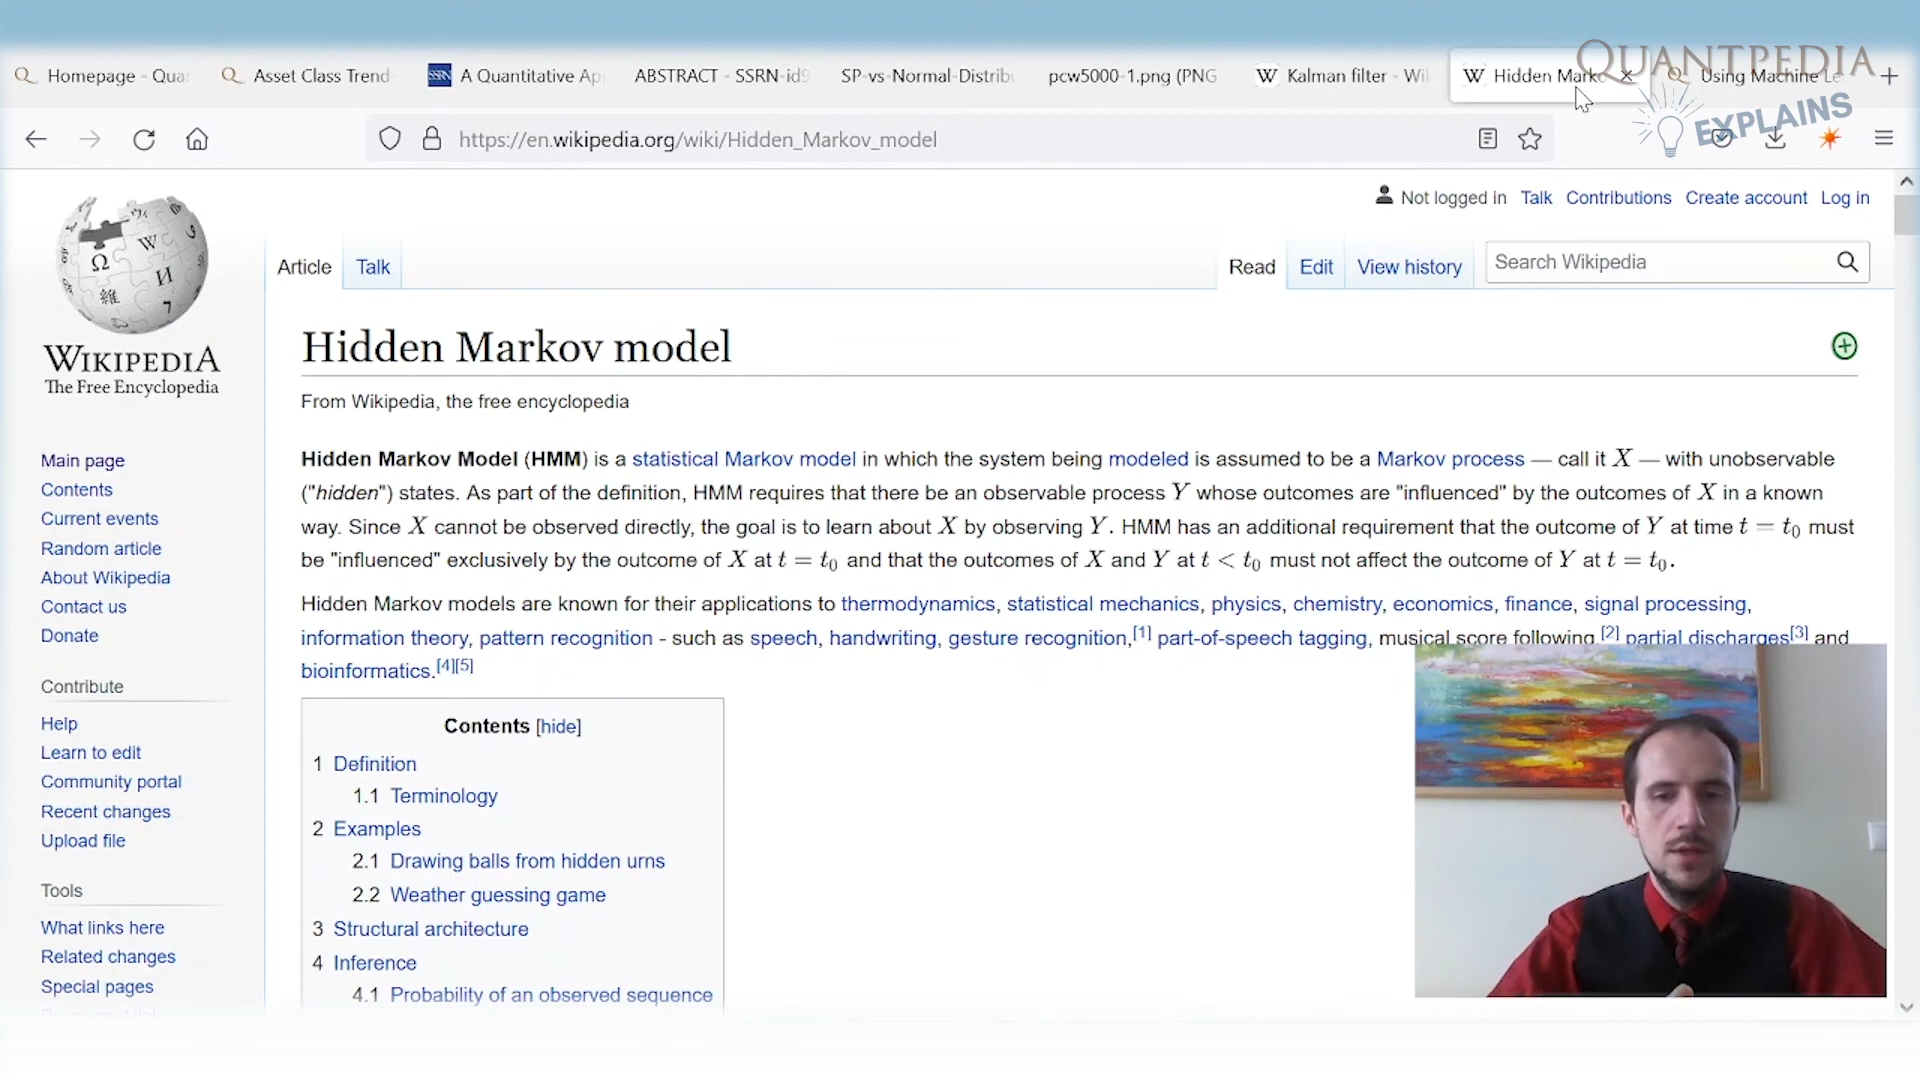 Homepage - Quar
Asset Class Trend
SSRN
A Quantitative Ap
ABSTRACT - SSRN-id9
SP-vs-Normal-Distribu
pcw5000-1.png (PNG
W Kalman filter - Wik
W Hidden Marko
Using Machine Le
QUANTPEDIA
EXPLAINS
https://en.wikipedia.org/wiki/Hidden_Markov_model
Not logged in Talk Contributions Create account Log in
Article Talk
Read Edit View history Search Wikipedia
WIKIPEDIA
The Free Encyclopedia
Main page
Contents
Current events
Random article
About Wikipedia
Contact us
Donate
Contribute
Help
Learn to edit
Community portal
Recent changes
Upload file
Tools
What links here
Related changes
Special pages
Hidden Markov model
From Wikipedia, the free encyclopedia
Hidden Markov Model (HMM) is a statistical Markov model in which the system being modeled is assumed to be a Markov process — call it X — with unobservable
("hidden") states. As part of the definition, HMM requires that there be an observable process Y whose outcomes are "influenced" by the outcomes of X in a known
way. Since X cannot be observed directly, the goal is to learn about X by observing Y. HMM has an additional requirement that the outcome of Y at time t = t₀ must
be "influenced" exclusively by the outcome of X at t = t₀ and that the outcomes of X and Y at t < t₀ must not affect the outcome of Y at t = t₀.
Hidden Markov models are known for their applications to thermodynamics, statistical mechanics, physics, chemistry, economics, finance, signal processing,
information theory, pattern recognition - such as speech, handwriting, gesture recognition,[1] part-of-speech tagging, musical score following,[2] partial discharges[3] and
bioinformatics.[4][5]
Contents [hide]
1 Definition
1.1 Terminology
2 Examples
2.1 Drawing balls from hidden urns
2.2 Weather guessing game
3 Structural architecture
4 Inference
4.1 Probability of an observed sequence